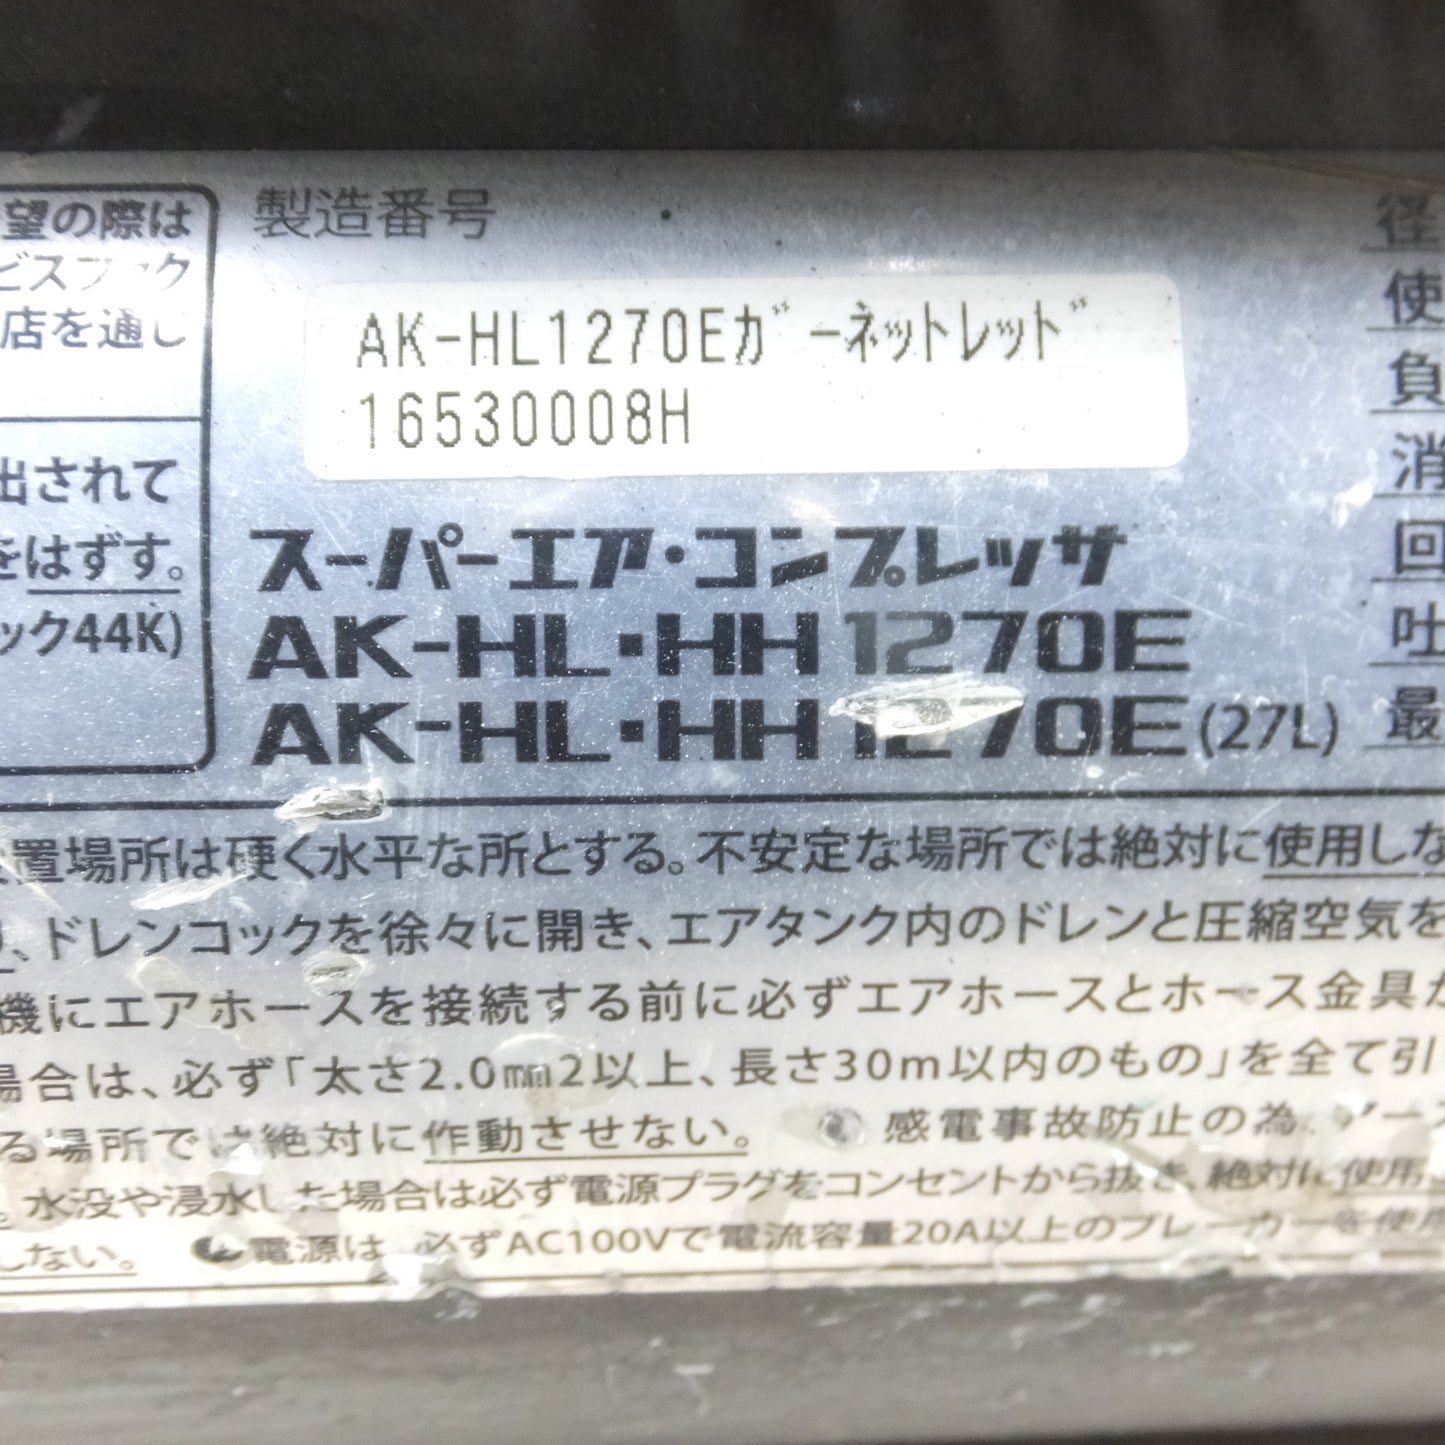 望の際は
店を通し
出されて
をはずす。
ック44K)
製造番号
AK-HL1270Eガーネットレッド
16530008H
スーパーエア・コンプレッサ
AK-HL・HH 1270E
AK-HL・HH 1270E(27L)
径
使
負
消
回
吐
最
置場所は硬く水平な所とする。不安定な場所では絶対に使用しな
、ドレンコックを徐々に開き、エアタンク内のドレンと圧縮空気を
機にエアホースを接続する前に必ずエアホースとホース金具が
場合は、必ず「太さ2.0㎜2以上、長さ30m以内のもの」を全て引
る場所では絶対に作動させない。 感電事故防止の為、アース
。水没や浸水した場合は必ず電源プラグをコンセントから抜き、絶対に使用し
しない。 電源は、必ずAC100Vで電流容量20A以上のブレーカーを使用